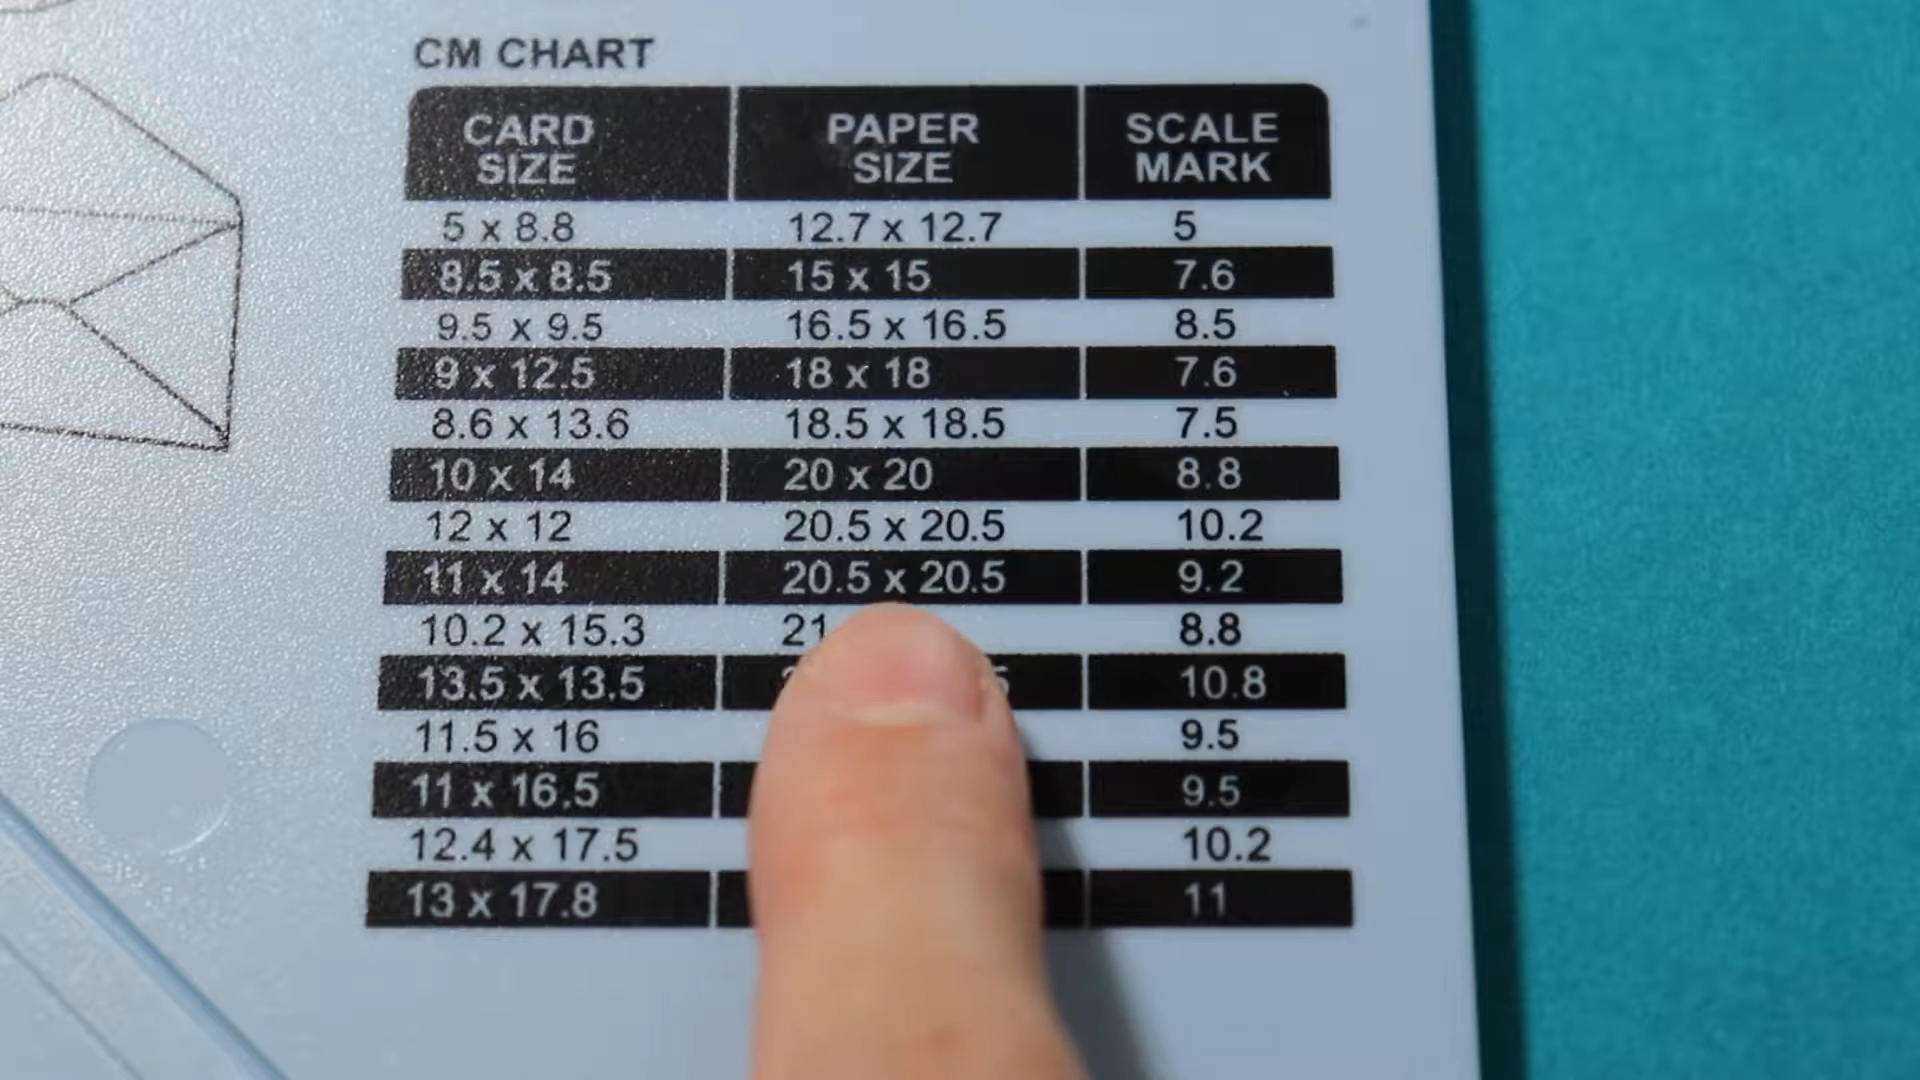 CM CHART
CARD SIZE PAPER SIZE SCALE MARK
5 x 8.8 12.7 x 12.7 5
8.5 x 8.5 15 x 15 7.6
9.5 x 9.5 16.5 x 16.5 8.5
9 x 12.5 18 x 18 7.6
8.6 x 13.6 18.5 x 18.5 7.5
10 x 14 20 x 20 8.8
12 x 12 20.5 x 20.5 10.2
11 x 14 20.5 x 20.5 9.2
10.2 x 15.3 21 8.8
13.5 x 13.5 10.8
11.5 x 16 9.5
11 x 16.5 9.5
12.4 x 17.5 10.2
13 x 17.8 11